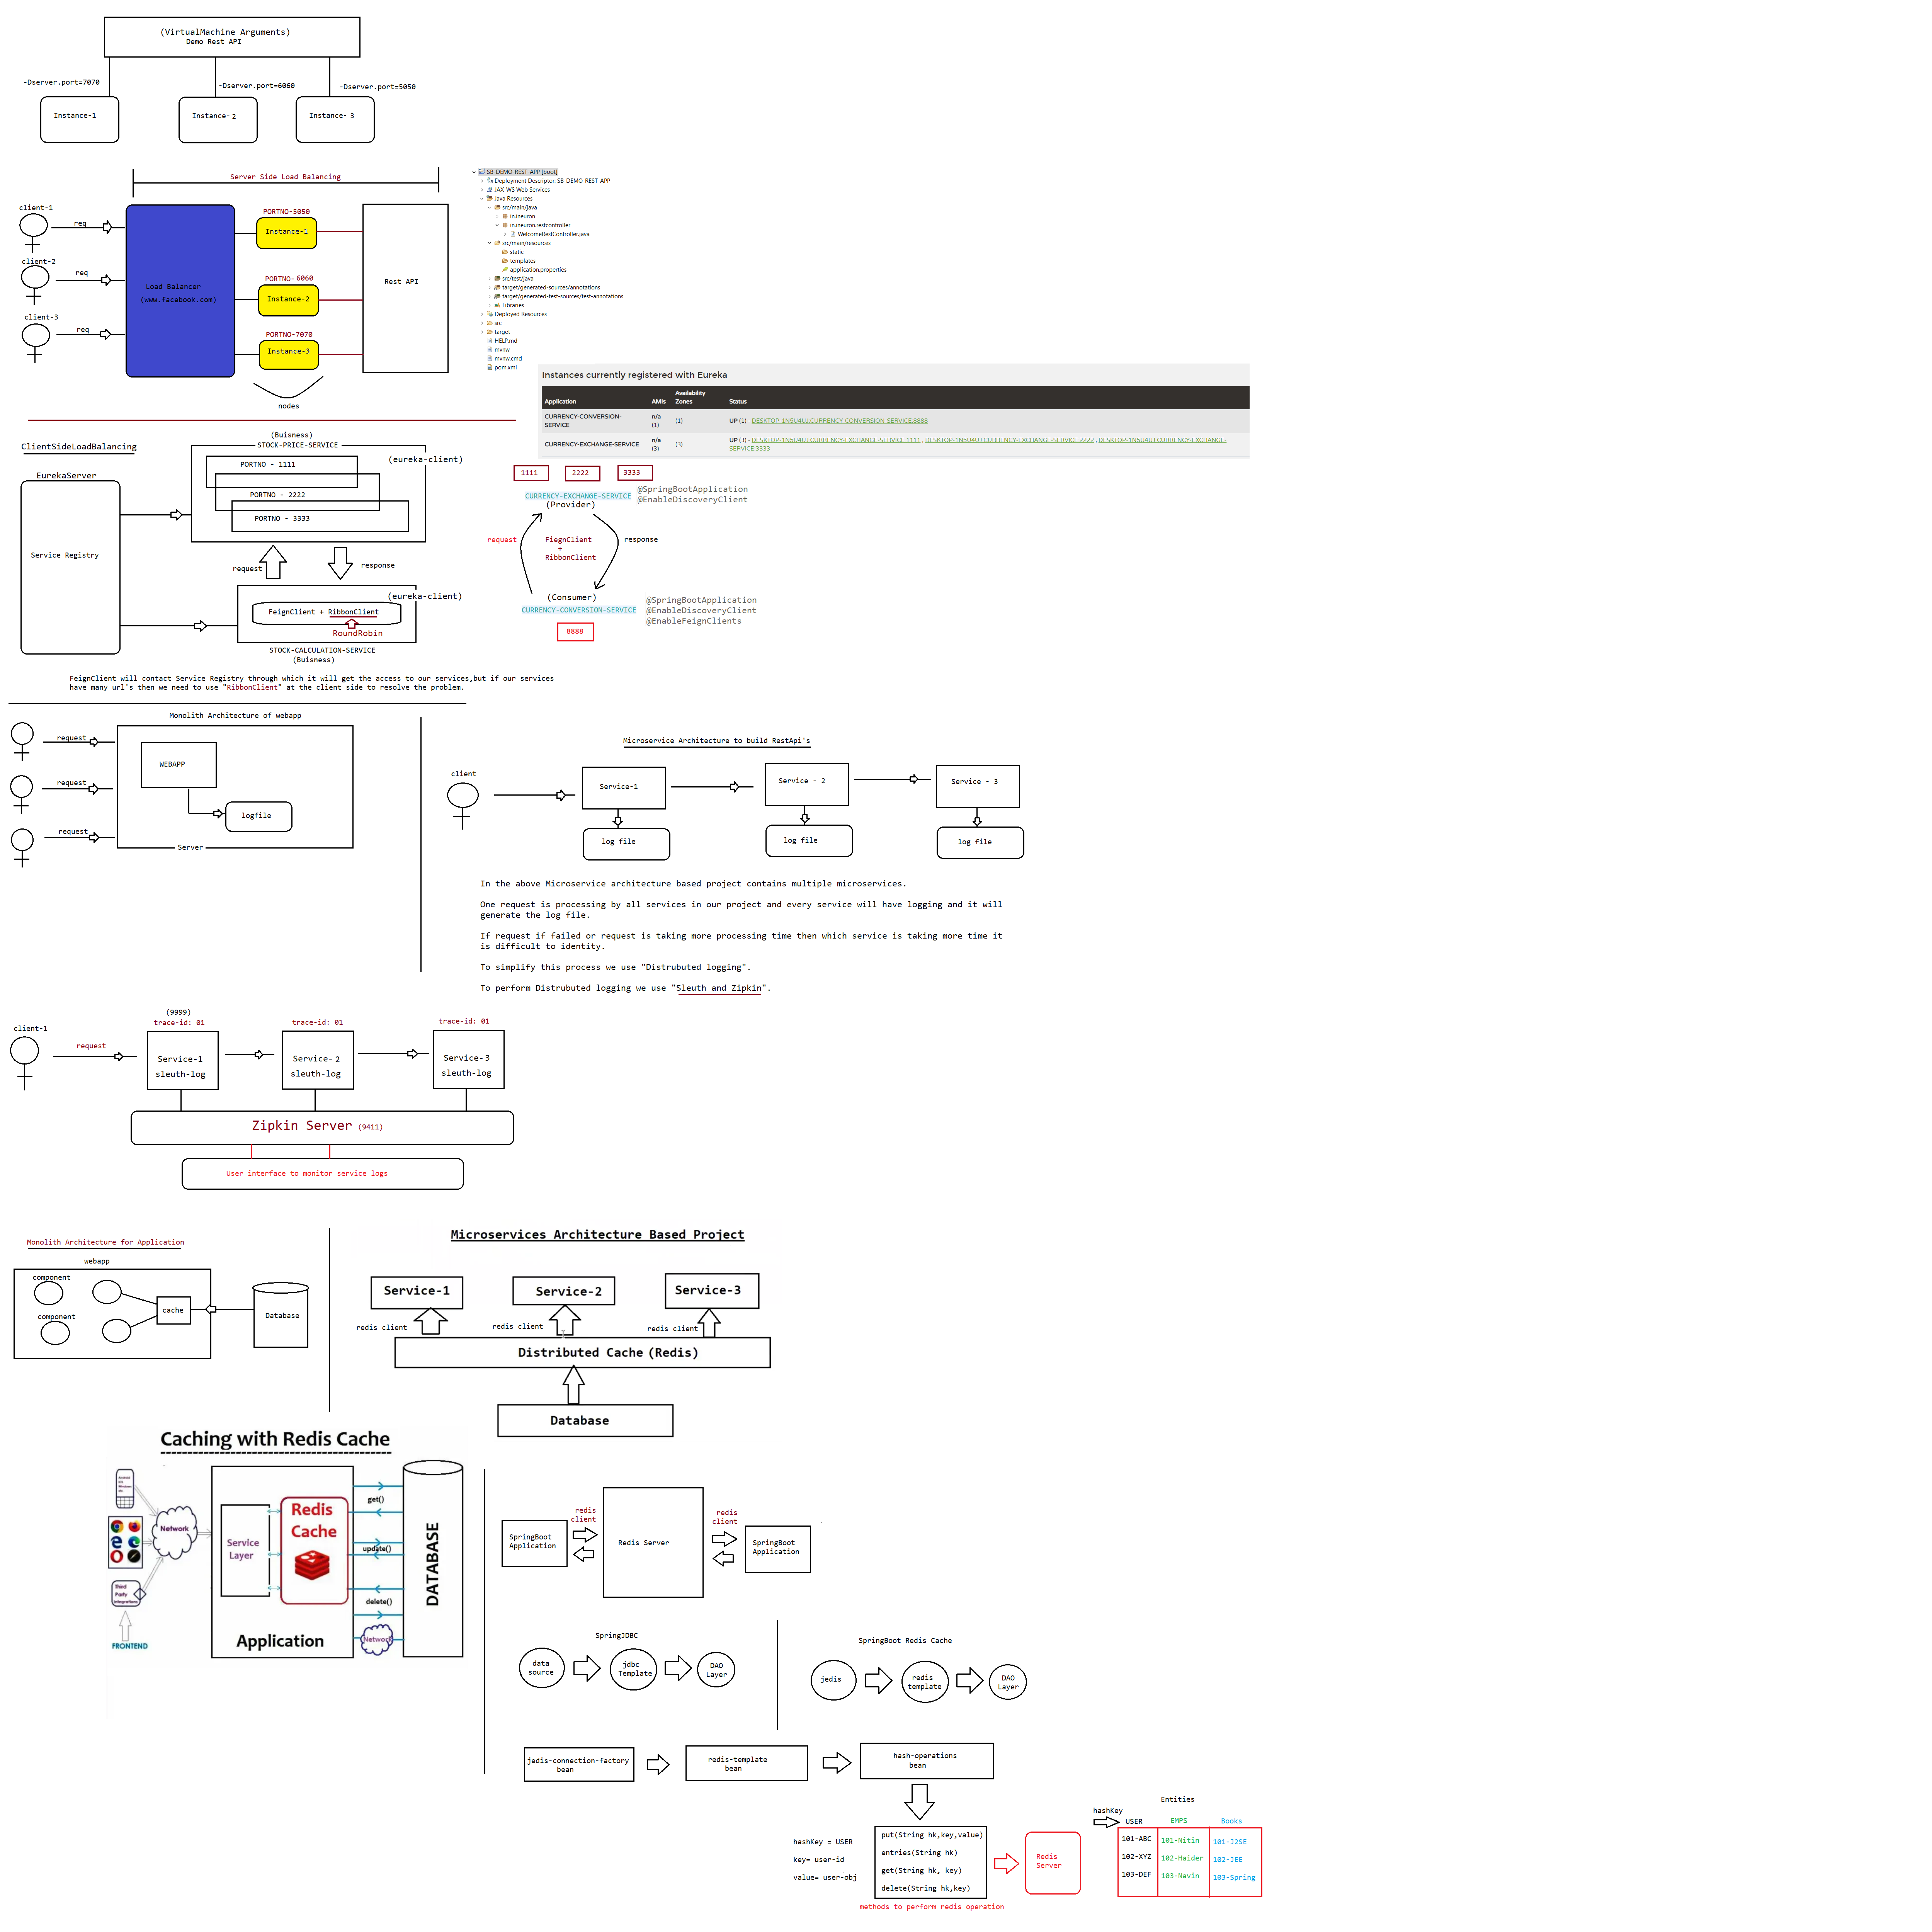 (VirtualMachine Arguments)
Demo Rest API
-Dserver.port=7070
-Dserver.port=6060
-Dserver.port=5050
Instance-1
Instance- 2
Instance- 3
Server Side Load Balancing
client-1
req
client-2
req
client-3
req
Load Balancer
(www.facebook.com)
PORTNO-5050
Instance-1
PORTNO- 6060
Instance-2
PORTNO-7070
Instance-3
Rest API
nodes
SB-DEMO-REST-APP [boot]
Deployment Descriptor: SB-DEMO-REST-APP
JAX-WS Web Services
Java Resources
src/main/java
in.ineuron
in.ineuron.restcontroller
WelcomeRestController.java
src/main/resources
static
templates
application.properties
src/test/java
target/generated-sources/annotations
target/generated-test-sources/test-annotations
Libraries
Deployed Resources
src
target
HELP.md
mvnw
mvnw.cmd
pom.xml
Instances currently registered with Eureka
Application AMIs Availability Zones Status
CURRENCY-CONVERSION-SERVICE n/a (1) (1) UP (1) - DESKTOP-1N5U4UJ:CURRENCY-CONVERSION-SERVICE:8888
CURRENCY-EXCHANGE-SERVICE n/a (3) (3) UP (3) - DESKTOP-1N5U4UJ:CURRENCY-EXCHANGE-SERVICE:1111 , DESKTOP-1N5U4UJ:CURRENCY-EXCHANGE-SERVICE:2222 , DESKTOP-1N5U4UJ:CURRENCY-EXCHANGE-
SERVICE:3333
ClientSideLoadBalancing
EurekaServer
Service Registry
(Buisness)
STOCK-PRICE-SERVICE
(eureka-client)
PORTNO - 1111
PORTNO - 2222
PORTNO - 3333
request
response
(eureka-client)
FeignClient + RibbonClient
RoundRobin
STOCK-CALCULATION-SERVICE
(Buisness)
1111
2222
3333
CURRENCY-EXCHANGE-SERVICE
(Provider)
@SpringBootApplication
@EnableDiscoveryClient
request
FiegnClient
+
RibbonClient
response
(Consumer)
CURRENCY-CONVERSION-SERVICE
@SpringBootApplication
@EnableDiscoveryClient
@EnableFeignClients
8888
FeignClient will contact Service Registry through which it will get the access to our services,but if our services
have many url's then we need to use "RibbonClient" at the client side to resolve the problem.
Monolith Architecture of webapp
request
request
request
WEBAPP
logfile
Server
Microservice Architecture to build RestApi's
client
Service-1
Service - 2
Service - 3
log file
log file
log file
In the above Microservice architecture based project contains multiple microservices.
One request is processing by all services in our project and every service will have logging and it will
generate the log file.
If request if failed or request is taking more processing time then which service is taking more time it
is difficult to identity.
To simplify this process we use "Distrubuted logging".
To perform Distrubuted logging we use "Sleuth and Zipkin".
client-1
request
(9999)
trace-id: 01
trace-id: 01
trace-id: 01
Service-1
sleuth-log
Service- 2
sleuth-log
Service-3
sleuth-log
Zipkin Server (9411)
User interface to monitor service logs
Monolith Architecture for Application
webapp
component
component
cache
Database
Microservices Architecture Based Project
Service-1
Service-2
Service-3
redis client
redis client
redis client
Distributed Cache (Redis)
Database
Caching with Redis Cache
Network
Third
Party
Integrations
FRONTEND
Service
Layer
Redis
Cache
Application
get()
update()
delete()
Network
DATABASE
SpringBoot
Application
redis
client
Redis Server
redis
client
SpringBoot
Application
SpringJDBC
data
source
jdbc
Template
DAO
Layer
SpringBoot Redis Cache
jedis
redis
template
DAO
Layer
jedis-connection-factory
bean
redis-template
bean
hash-operations
bean
hashKey = USER
key= user-id
value= user-obj
put(String hk,key,value)
entries(String hk)
get(String hk, key)
delete(String hk,key)
methods to perform redis operation
Redis
Server
Entities
hashKey
USER
EMPS
Books
101-ABC
101-Nitin
101-J2SE
102-XYZ
102-Haider
102-JEE
103-DEF
103-Navin
103-Spring